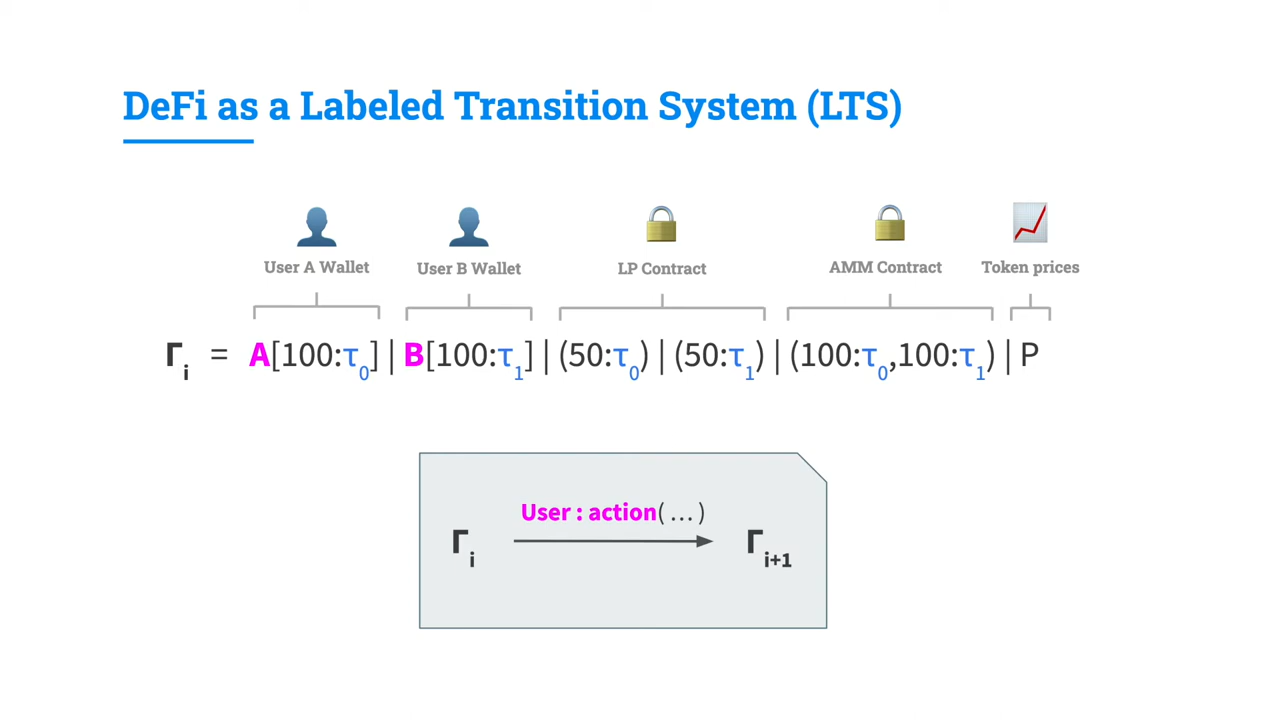 DeFi as a Labeled Transition System (LTS)
User A Wallet
User B Wallet
LP Contract
AMM Contract
Token prices
Γi = A[100:τ0] | B[100:τ1] | (50:τ0) | (50:τ1) | (100:τ0,100:τ1) | P
User : action( ... )
Γi
Γi+1